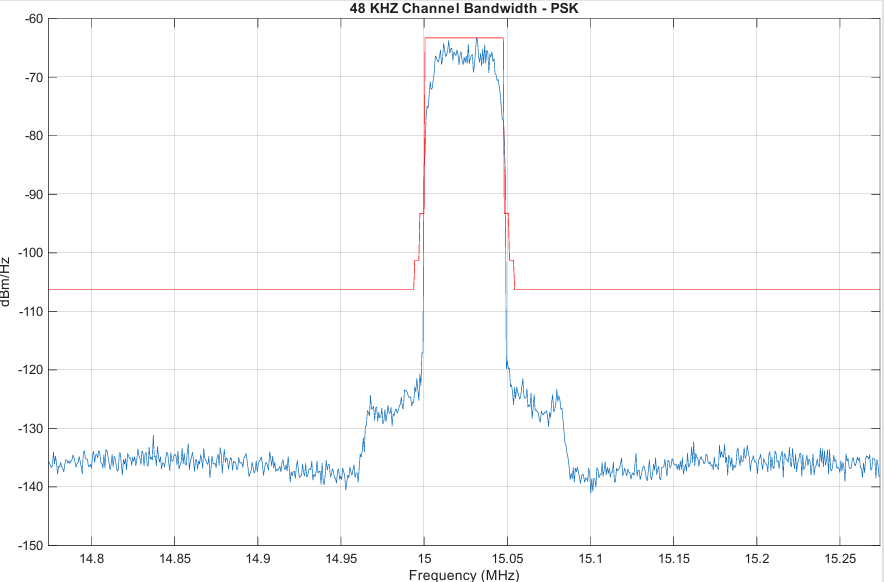 48 KHZ Channel Bandwidth - PSK
-60
-70
-80
-90
-100
-110
-120
-130
-140
-150
dBm/Hz
14.8 14.85 14.9 14.95 15 15.05 15.1 15.15 15.2 15.25
Frequency (MHz)